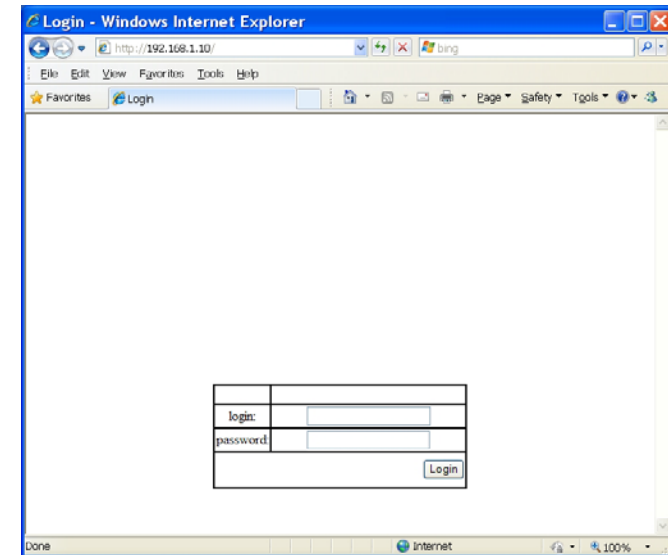 Login - Windows Internet Explorer
http://192.168.1.10/
bing
File Edit View Favorites Tools Help
Favorites Login Page Safety Tools
login:
password:
Login
Done Internet 100%